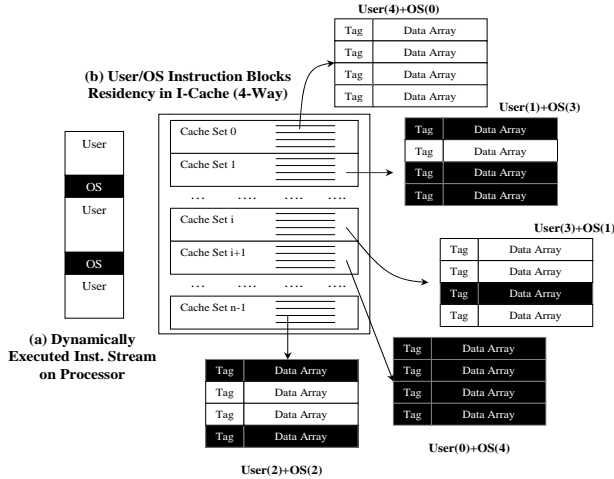 User(4)+OS(0)
Tag Data Array
Tag Data Array
Tag Data Array
Tag Data Array
(b) User/OS Instruction Blocks
Residency in I-Cache (4-Way)
User(1)+OS(3)
Tag Data Array
Tag Data Array
Tag Data Array
Tag Data Array
Cache Set 0
Cache Set 1
... ... .... ....
Cache Set i
Cache Set i+1
... ... .... ....
Cache Set n-1
User
OS
User
OS
User
(a) Dynamically
Executed Inst. Stream
on Processor
User(3)+OS(1)
Tag Data Array
Tag Data Array
Tag Data Array
Tag Data Array
Tag Data Array
Tag Data Array
Tag Data Array
Tag Data Array
User(2)+OS(2)
Tag Data Array
Tag Data Array
Tag Data Array
Tag Data Array
User(0)+OS(4)